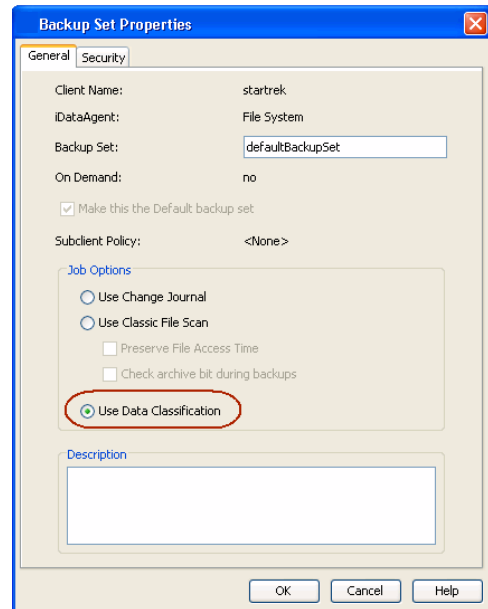 Backup Set Properties
General Security
Client Name: startrek
iDataAgent: File System
Backup Set: defaultBackupSet
On Demand: no
Make this the Default backup set
Subclient Policy: <None>
Job Options
Use Change Journal
Use Classic File Scan
Preserve File Access Time
Check archive bit during backups
Use Data Classification
Description
OK Cancel Help